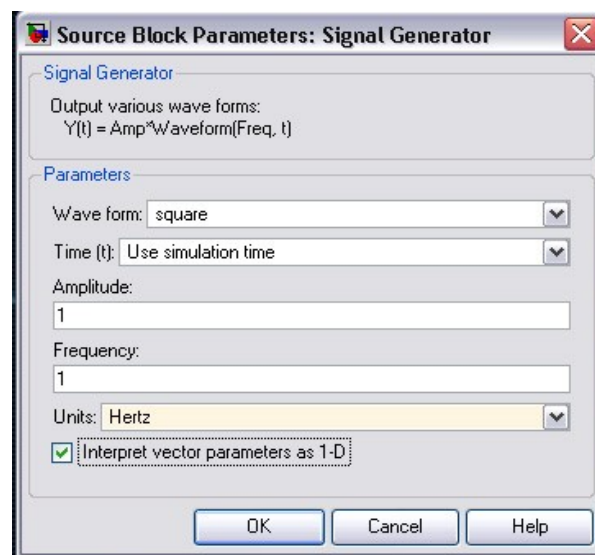 Source Block Parameters: Signal Generator
Signal Generator
Output various wave forms:
Y(t) = Amp*Waveform(Freq, t)
Parameters
Wave form: square
Time (t): Use simulation time
Amplitude:
1
Frequency:
1
Units: Hertz
Interpret vector parameters as 1-D
OK Cancel Help